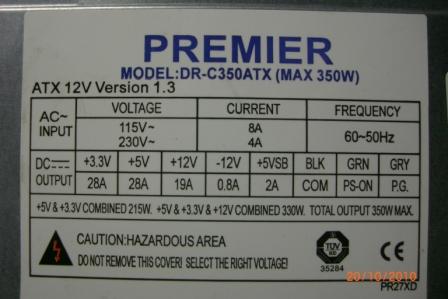 PREMIER
MODEL:DR-C350ATX (MAX 350W)
ATX 12V Version 1.3
AC~ INPUT VOLTAGE CURRENT FREQUENCY
115V~ 8A 60~50Hz
230V~ 4A
DC OUTPUT +3.3V +5V +12V -12V +5VSB BLK GRN GRY
28A 28A 19A 0.8A 2A COM PS-ON P.G.
+5V &+3.3V COMBINED 215W. +5V &+3.3V &+12V COMBINED 330W. TOTAL OUTPUT 350W MAX.
CAUTION:HAZARDOUS AREA
DO NOT REMOVE THIS COVER! SELECT THE RIGHT VOLTAGE!
TÜV
35284
CE
20/10/2010
PR27XD